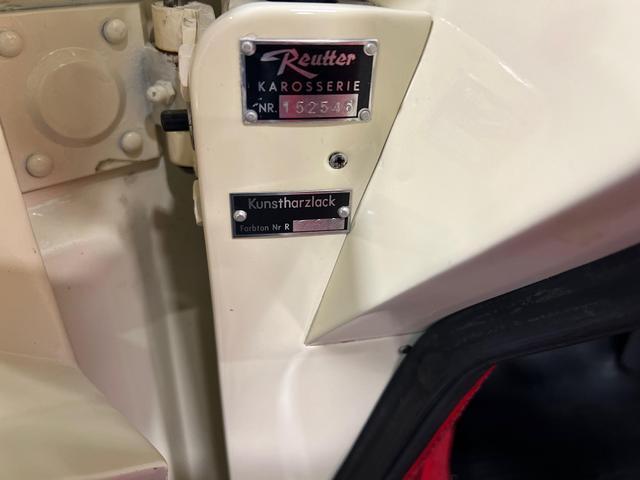 Reutter
KAROSSERIE
NR. 152546
Kunstharzlack
Farbton Nr R